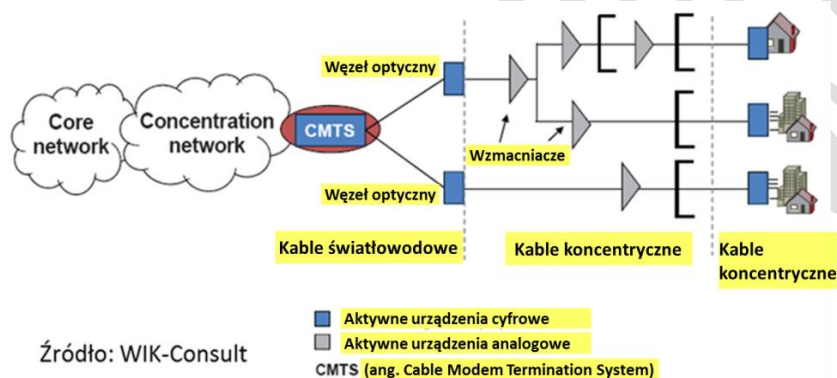 Węzeł optyczny
Core
network
Concentration
network
CMTS
Wzmacniacze
Węzeł optyczny
Kable światłowodowe
Kable koncentryczne
Kable
koncentryczne
Aktywne urządzenia cyfrowe
Aktywne urządzenia analogowe
CMTS (ang. Cable Modem Termination System)
Źródło: WIK-Consult